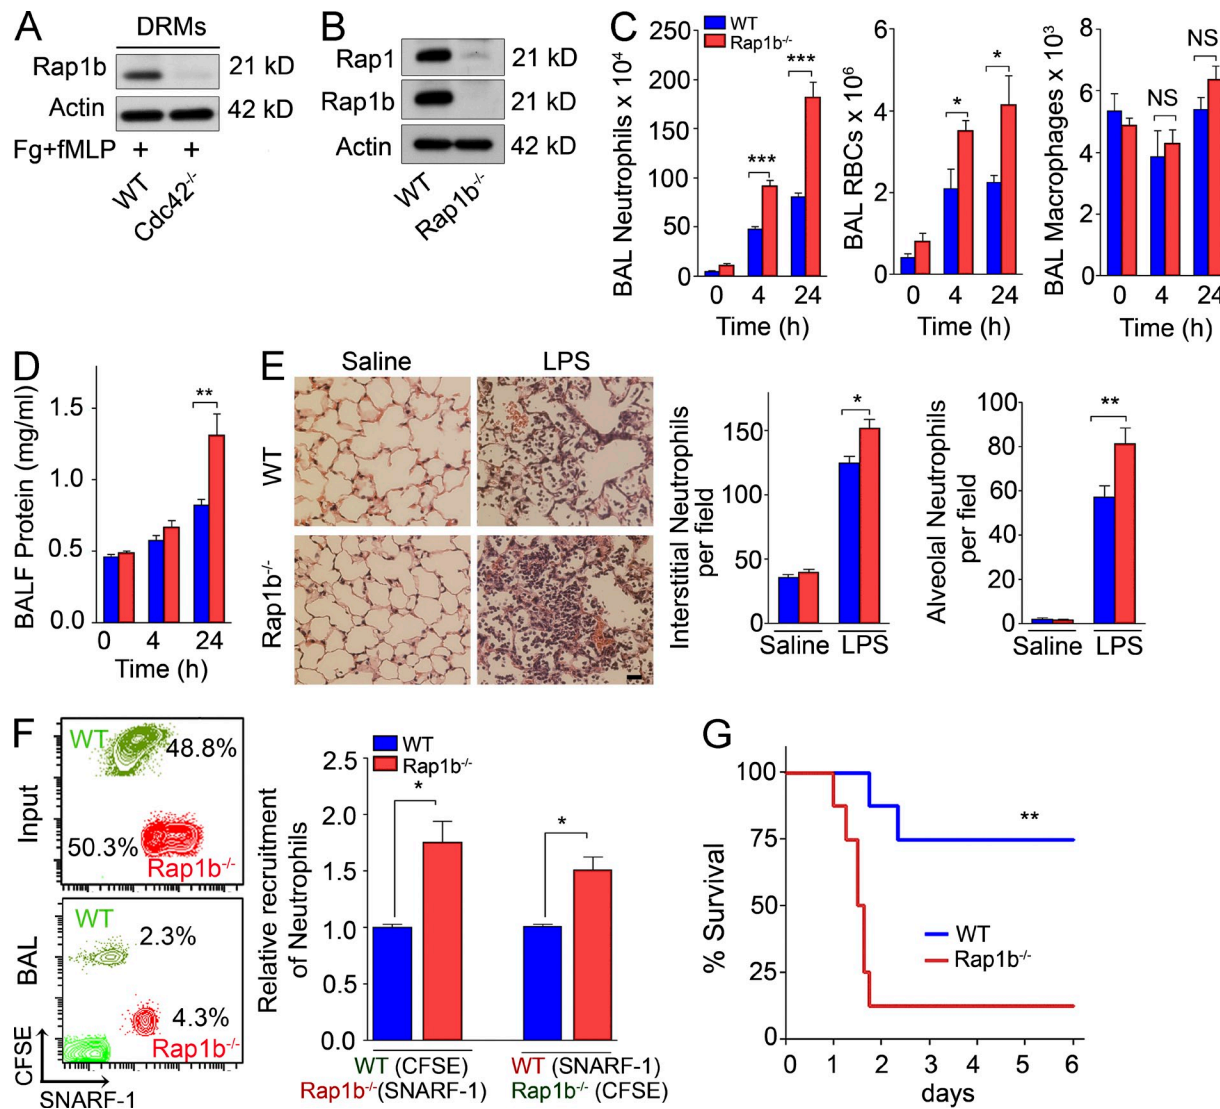 A
DRMs
Rap1b
21 kD
Actin
42 kD
Fg+fMLP + +
WT
Cdc42-/-
B
Rap1
21 kD
Rap1b
21 kD
Actin
42 kD
WT
Rap1b-/-
C
WT
Rap1b-/-
BAL Neutrophils x 10⁴
250
200
150
100
50
0
***
***
0 4 24
Time (h)
BAL RBCs x 10⁶
8
6
4
2
0
*
*
0 4 24
Time (h)
BAL Macrophages x 10³
8
6
4
2
0
NS
NS
0 4 24
Time (h)
D
BALF Protein (mg/ml)
1.5
1.0
0.5
0.0
**
0 4 24
Time (h)
E
Saline LPS
WT
Rap1b-/-
Interstitial Neutrophils
per field
150
100
50
0
*
Saline LPS
Alveolal Neutrophils
per field
100
80
60
40
20
0
**
Saline LPS
F
Input
WT
48.8%
50.3%
Rap1b-/-
BAL
WT
2.3%
4.3%
Rap1b-/-
CFSE
SNARF-1
WT
Rap1b-/-
Relative recruitment
of Neutrophils
2.5
2.0
1.5
1.0
0.5
0.0
*
*
WT (CFSE)
Rap1b-/-(SNARF-1)
WT (SNARF-1)
Rap1b-/- (CFSE)
G
% Survival
100
75
50
25
0
**
WT
Rap1b-/-
0 1 2 3 4 5 6
days